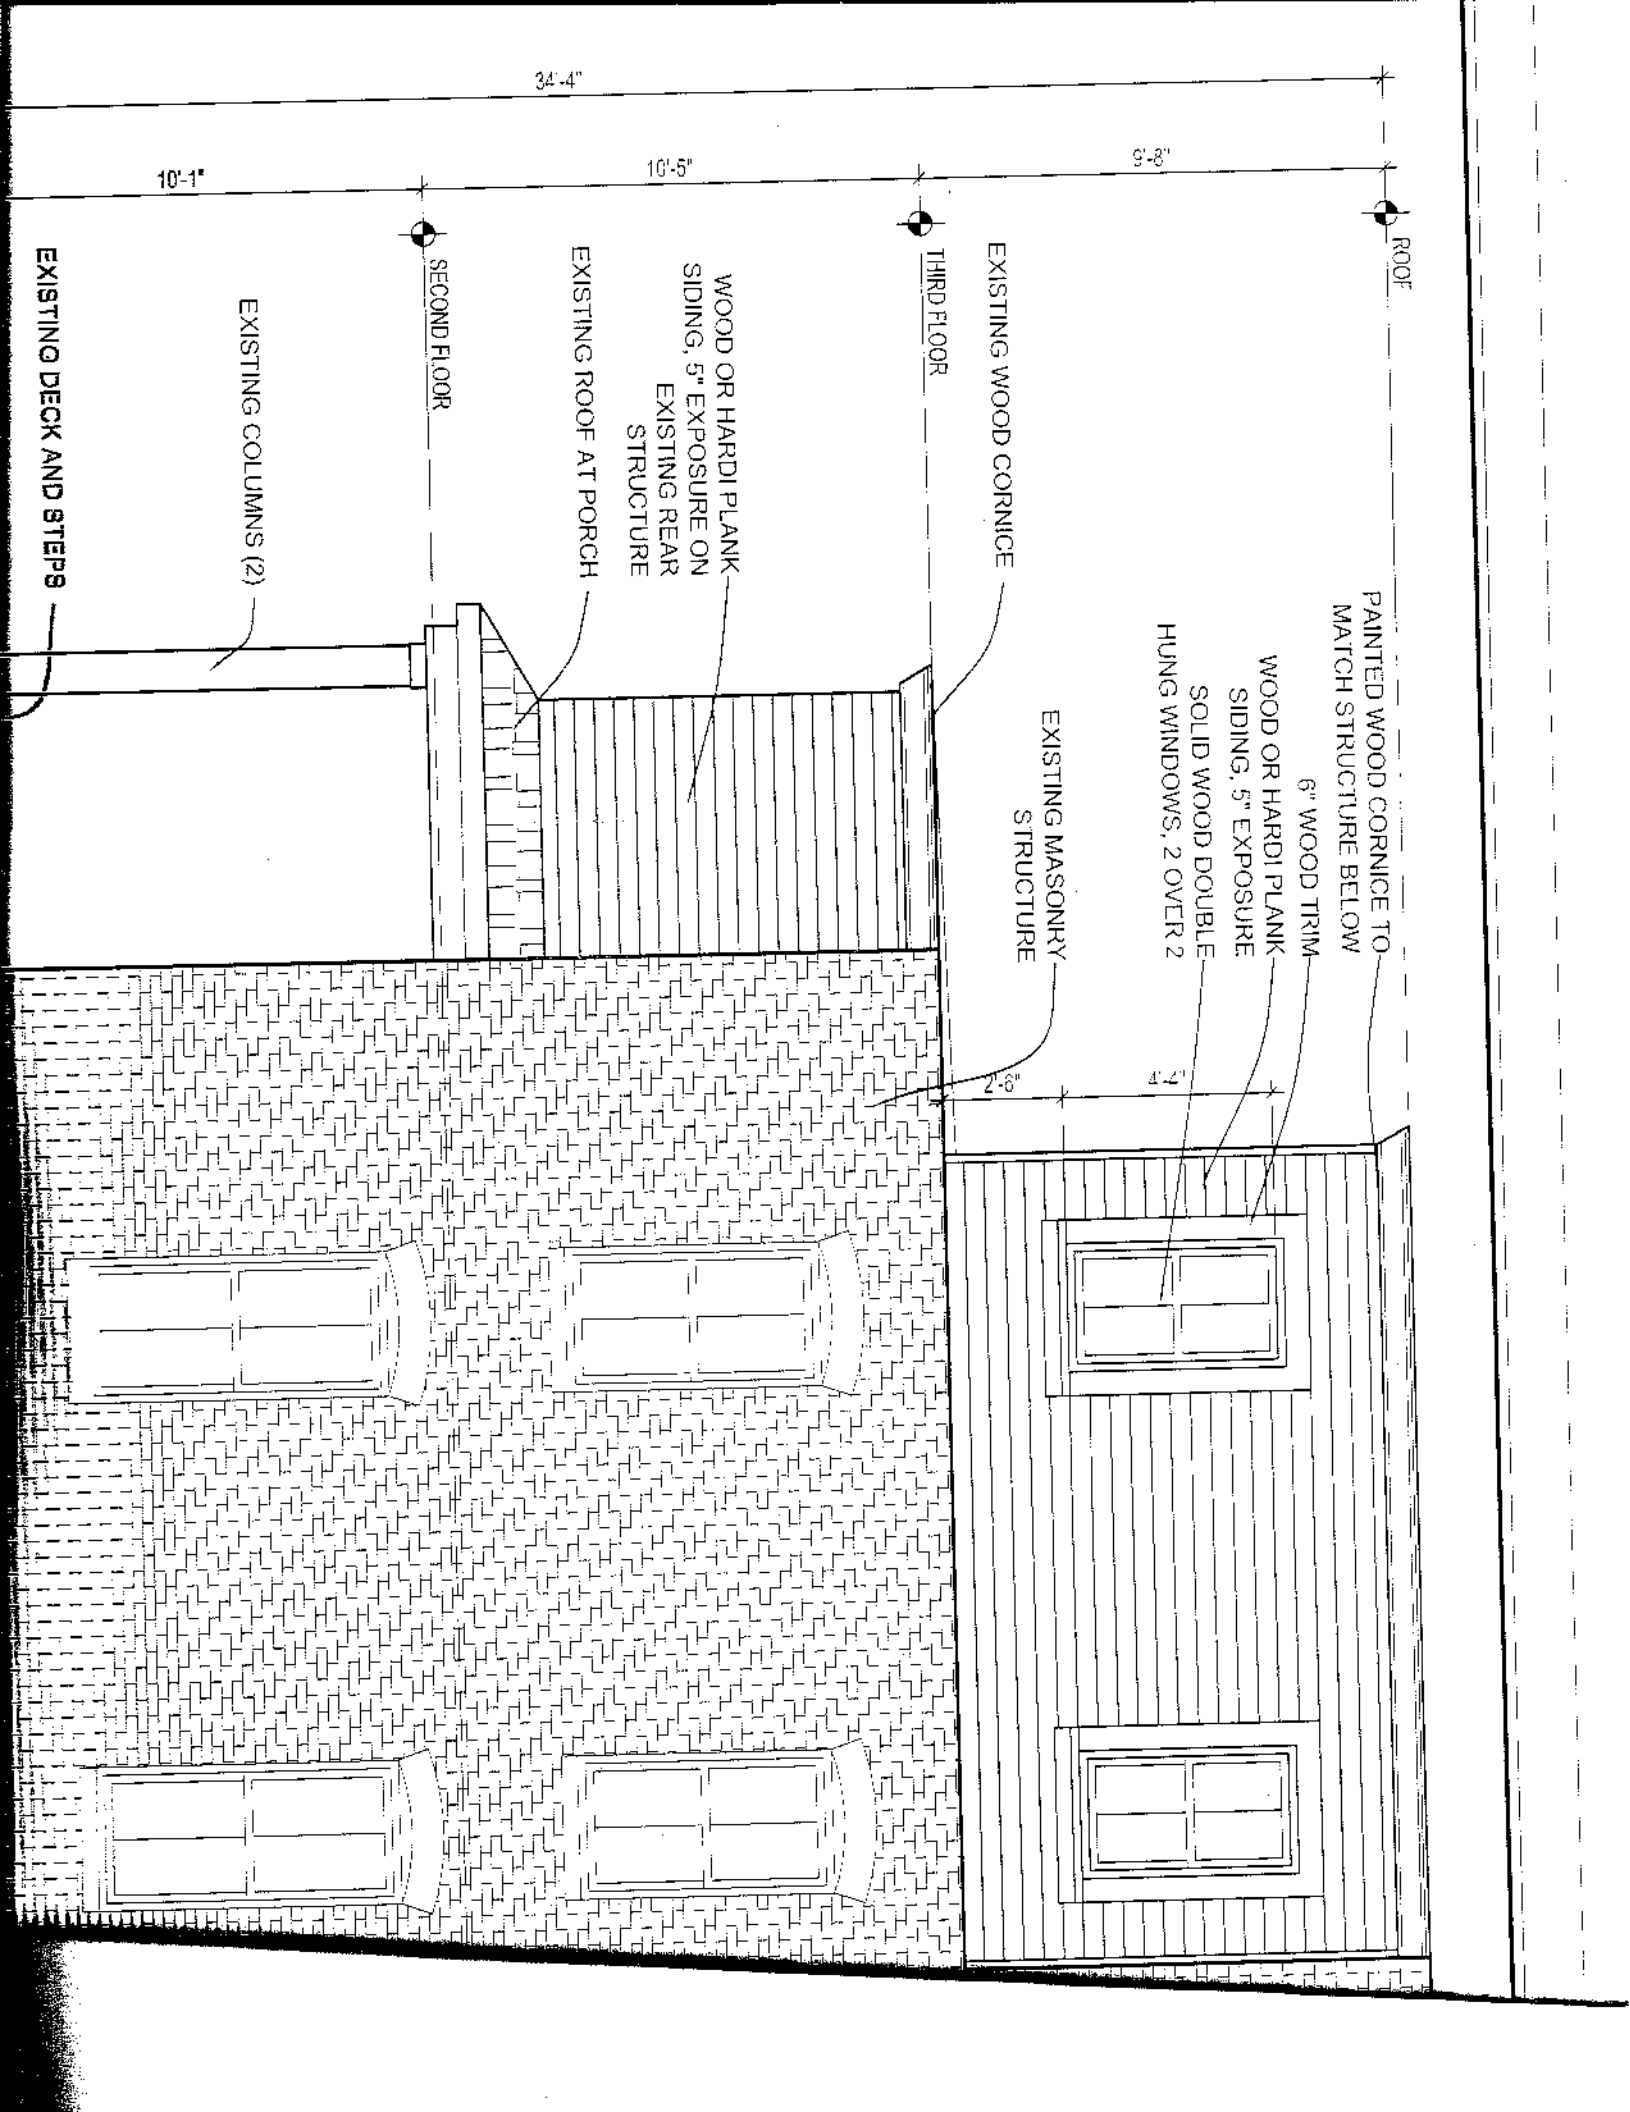 34'-4"
9'-8"
10'-5"
10'-1"
ROOF
PAINTED WOOD CORNICE TO
MATCH STRUCTURE BELOW
6" WOOD TRIM
WOOD OR HARDI PLANK
SIDING, 5" EXPOSURE
SOLID WOOD DOUBLE
HUNG WINDOWS, 2 OVER 2
4'-4"
2'-6"
EXISTING MASONRY
STRUCTURE
EXISTING WOOD CORNICE
THIRD FLOOR
WOOD OR HARDI PLANK
SIDING, 5" EXPOSURE ON
EXISTING REAR
STRUCTURE
EXISTING ROOF AT PORCH
SECOND FLOOR
EXISTING COLUMNS (2)
EXISTING DECK AND STEPS